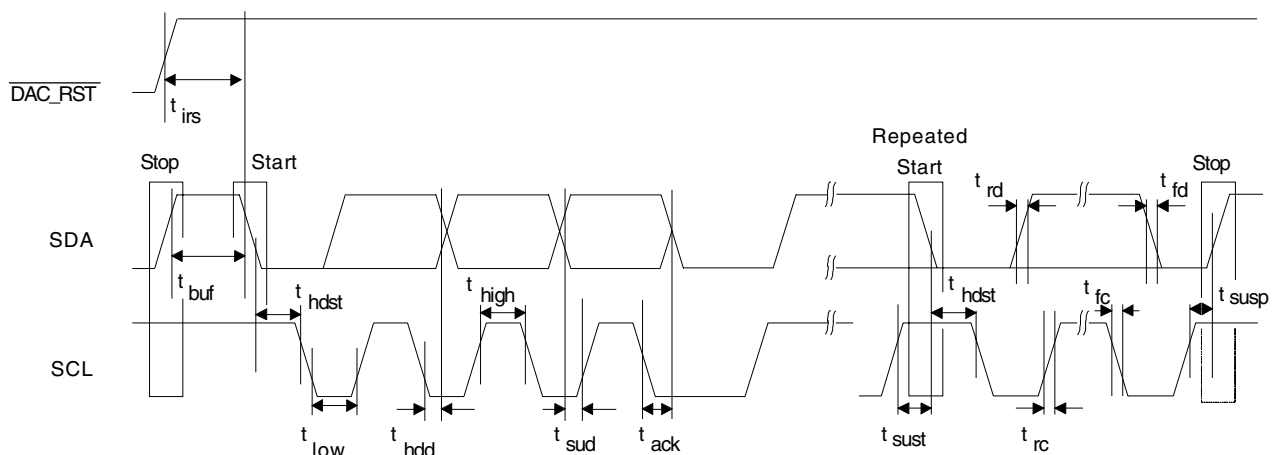 DAC_RST
t irs
Repeated
Stop
Start
Start
Stop
t rd
t fd
SDA
t buf
t hdst
t high
t hdst
t fc
t susp
SCL
t low
t hdd
t sud
t ack
t sust
t rc